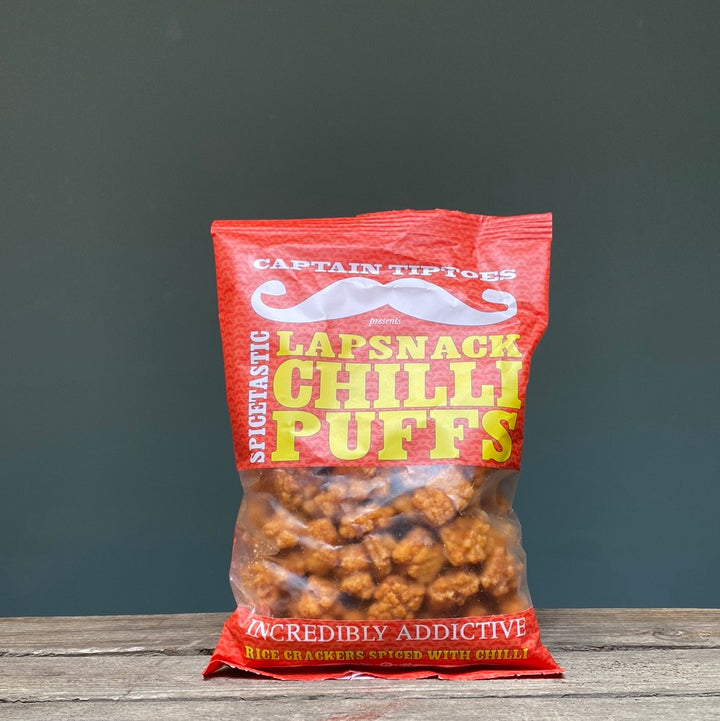 CAPTAIN TIPTOES
presents
SPICETASTIC
LAPSNACK
CHILLI
PUFFS
INCREDIBLY ADDICTIVE
RICE CRACKERS SPICED WITH CHILLI